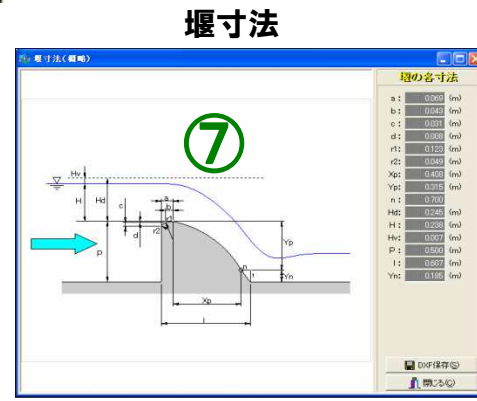 堰寸法
堰寸法(概略)
⑦
Hv
H
Hd
a
b
c
d
r1
r2
P
Yp
n
1
Yn
Xp
l
堰の各寸法
a : 0.069 (m)
b : 0.043 (m)
c : 0.031 (m)
d : 0.008 (m)
r1: 0.123 (m)
r2: 0.049 (m)
Xp: 0.408 (m)
Yp: 0.315 (m)
n : 0.700
Hd: 0.245 (m)
H : 0.238 (m)
Hv: 0.007 (m)
P : 0.500 (m)
l : 0.607 (m)
Yn: 0.185 (m)
DXF保存(S)
閉じる(C)